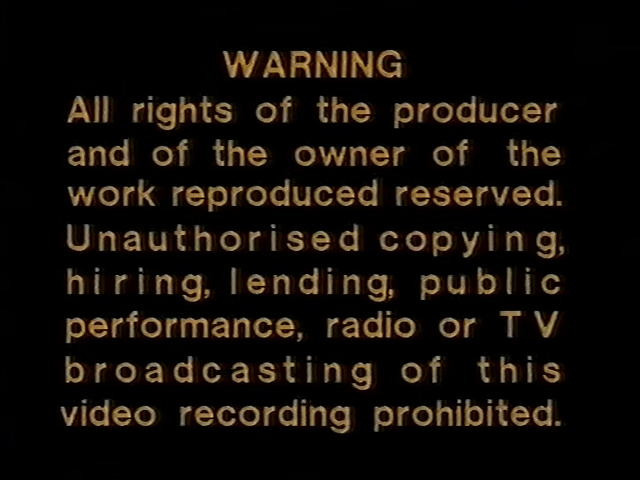 WARNING
All rights of the producer
and of the owner of the
work reproduced reserved.
Unauthorised copying,
hiring, lending, public
performance, radio or TV
broadcasting of this
video recording prohibited.